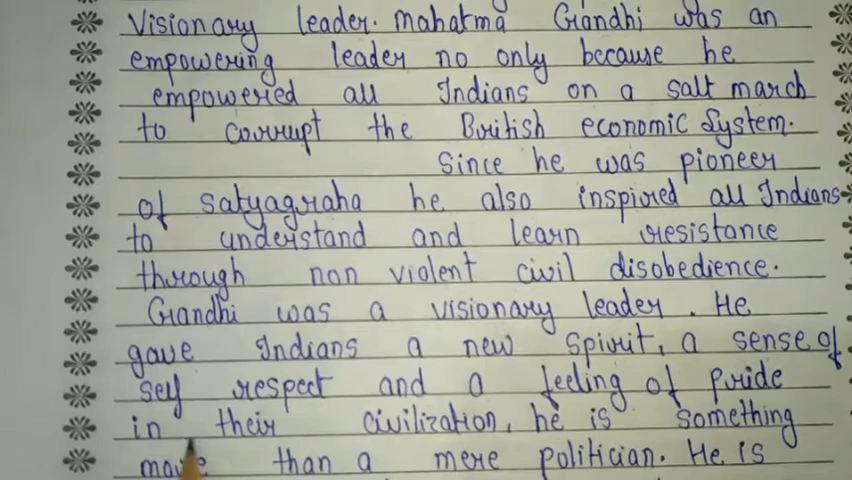 Visionary leader. Mahatma Gandhi was an
empowering leader no only because he
empowered all Indians on a salt march
to corrupt the British economic System.
Since he was pioneer
of satyagraha he also inspired all Indians
to understand and learn resistance
through non violent civil disobedience.
Gandhi was a visionary leader. He
gave Indians a new spirit, a sense of
self respect and a feeling of pride
in their civilization, he is something
than a mere politician. He is